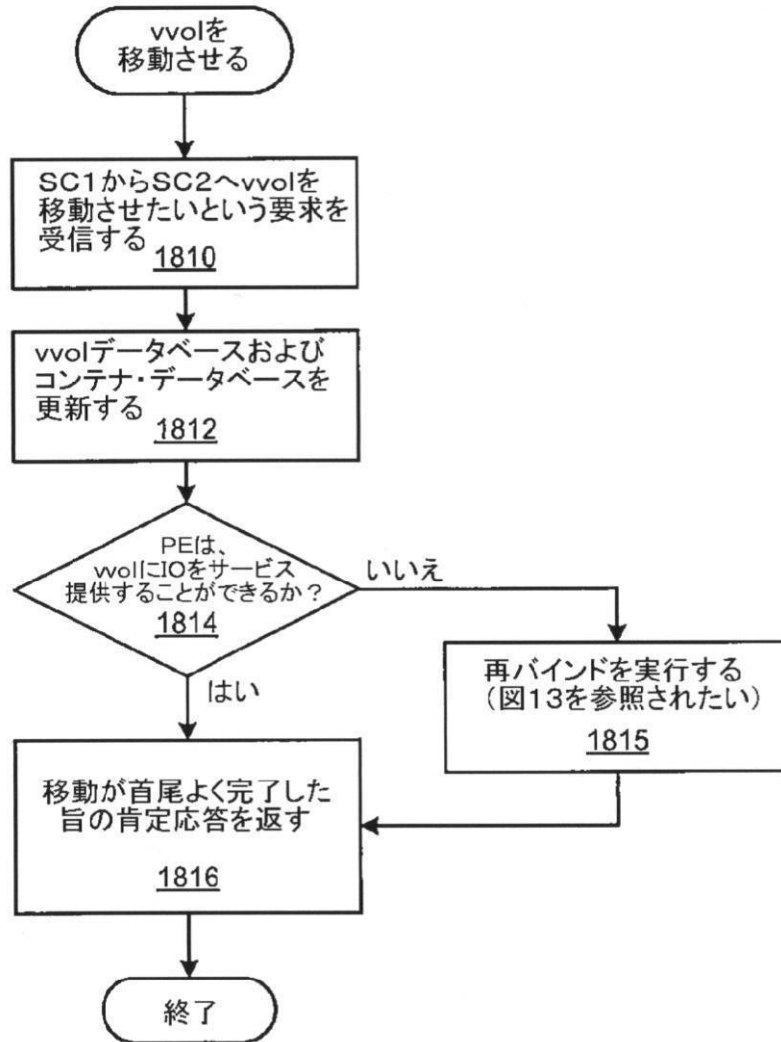 vvolを
移動させる
SC1からSC2へvvolを
移動させたいという要求を
受信する
1810
vvolデータベースおよび
コンテナ・データベースを
更新する
1812
PEは、
vvolにIOをサービス
提供することができるか？
1814
いいえ
はい
再バインドを実行する
(図13を参照されたい)
1815
移動が首尾よく完了した
旨の肯定応答を返す
1816
終了